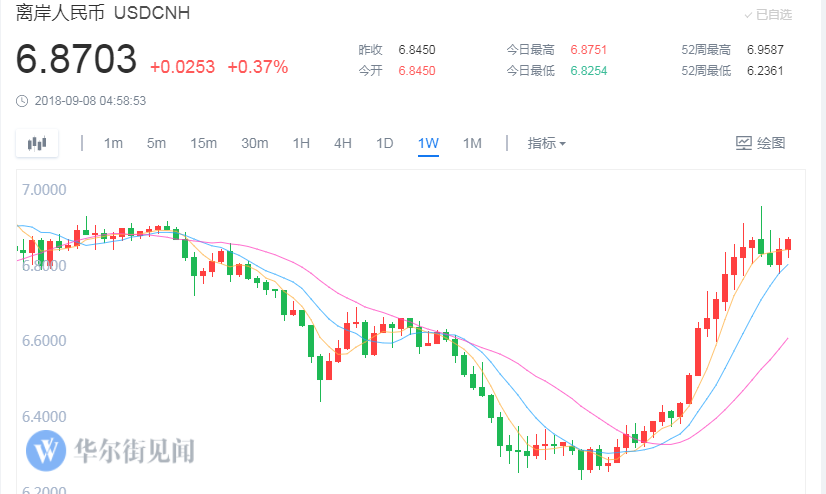 离岸人民币 USDCNH
已自选
6.8703 +0.0253 +0.37%
昨收 6.8450 今日最高 6.8751 52周最高 6.9587
今开 6.8450 今日最低 6.8254 52周最低 6.2361
2018-09-08 04:58:53
1m 5m 15m 30m 1H 4H 1D 1W 1M 指标 绘图
7.0000
6.8000
6.6000
6.4000
W 华尔街见闻
6.2000